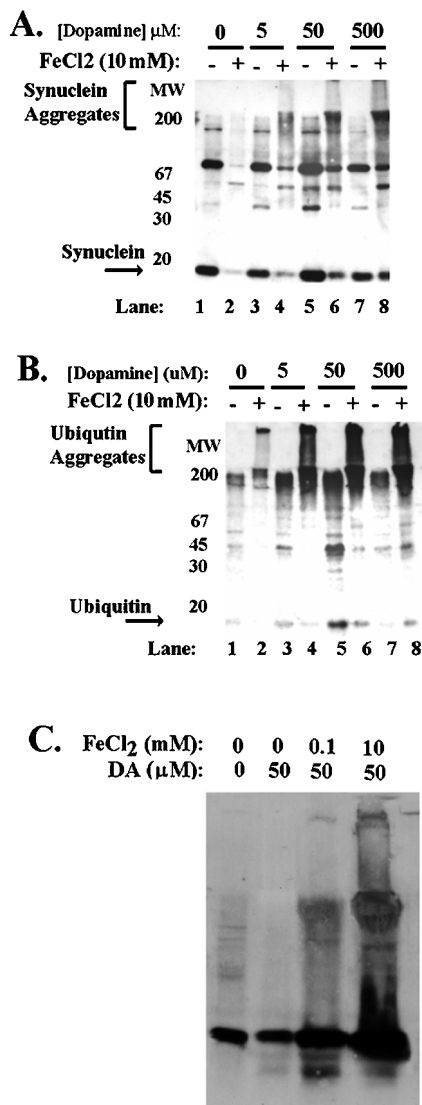 A.
[Dopamine] µM: 0 5 50 500
FeCl2 (10 mM): - + - + - + - +
Synuclein
Aggregates
MW
200
67
45
30
20
Synuclein
Lane: 1 2 3 4 5 6 7 8
B.
[Dopamine] (uM): 0 5 50 500
FeCl2 (10 mM): - + - + - + - +
Ubiqutin
Aggregates
MW
200
67
45
30
20
Ubiquitin
Lane: 1 2 3 4 5 6 7 8
C.
FeCl₂ (mM): 0 0 0.1 10
DA (µM): 0 50 50 50